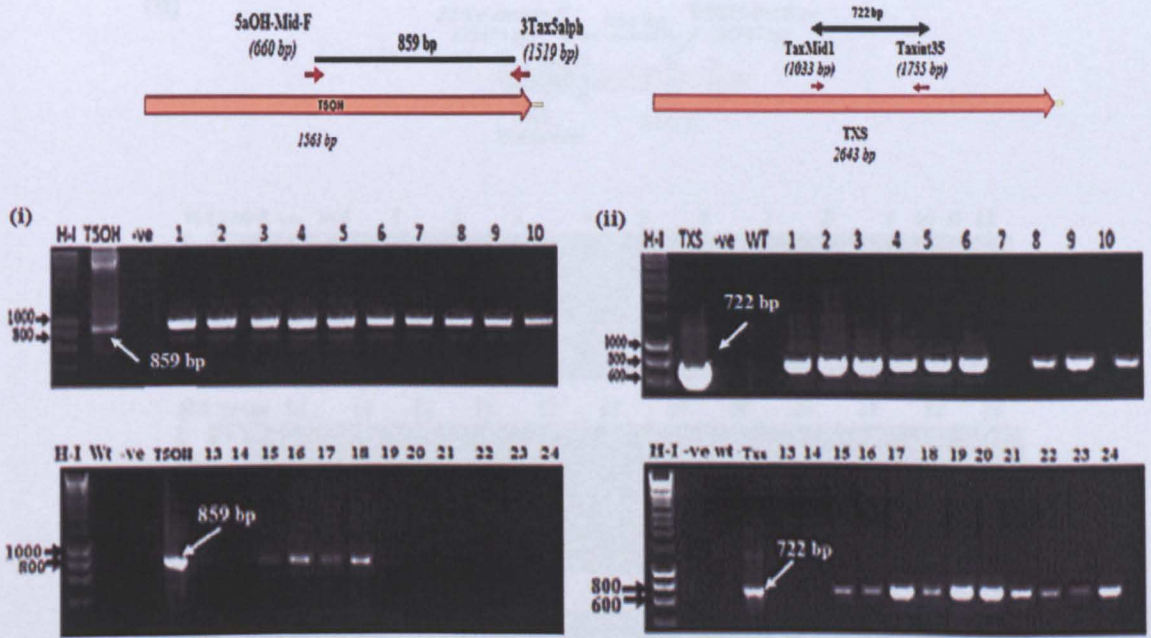 722 bp
5aOH-Mid-F
(660 bp)
859 bp
3Tax5alph
(1519 bp)
TaxMid1
(1033 bp)
Taxint35
(1755 bp)
T5OH
1563 bp
TXS
2643 bp
(i)
H-I T5OH -ve 1 2 3 4 5 6 7 8 9 10
1000
800
859 bp
(ii)
H-I TXS -ve WT 1 2 3 4 5 6 7 8 9 10
722 bp
1000
800
600
H-I Wt -ve T5OH 13 14 15 16 17 18 19 20 21 22 23 24
859 bp
1000
800
H-I -ve wt Txs 13 14 15 16 17 18 19 20 21 22 23 24
722 bp
800
600